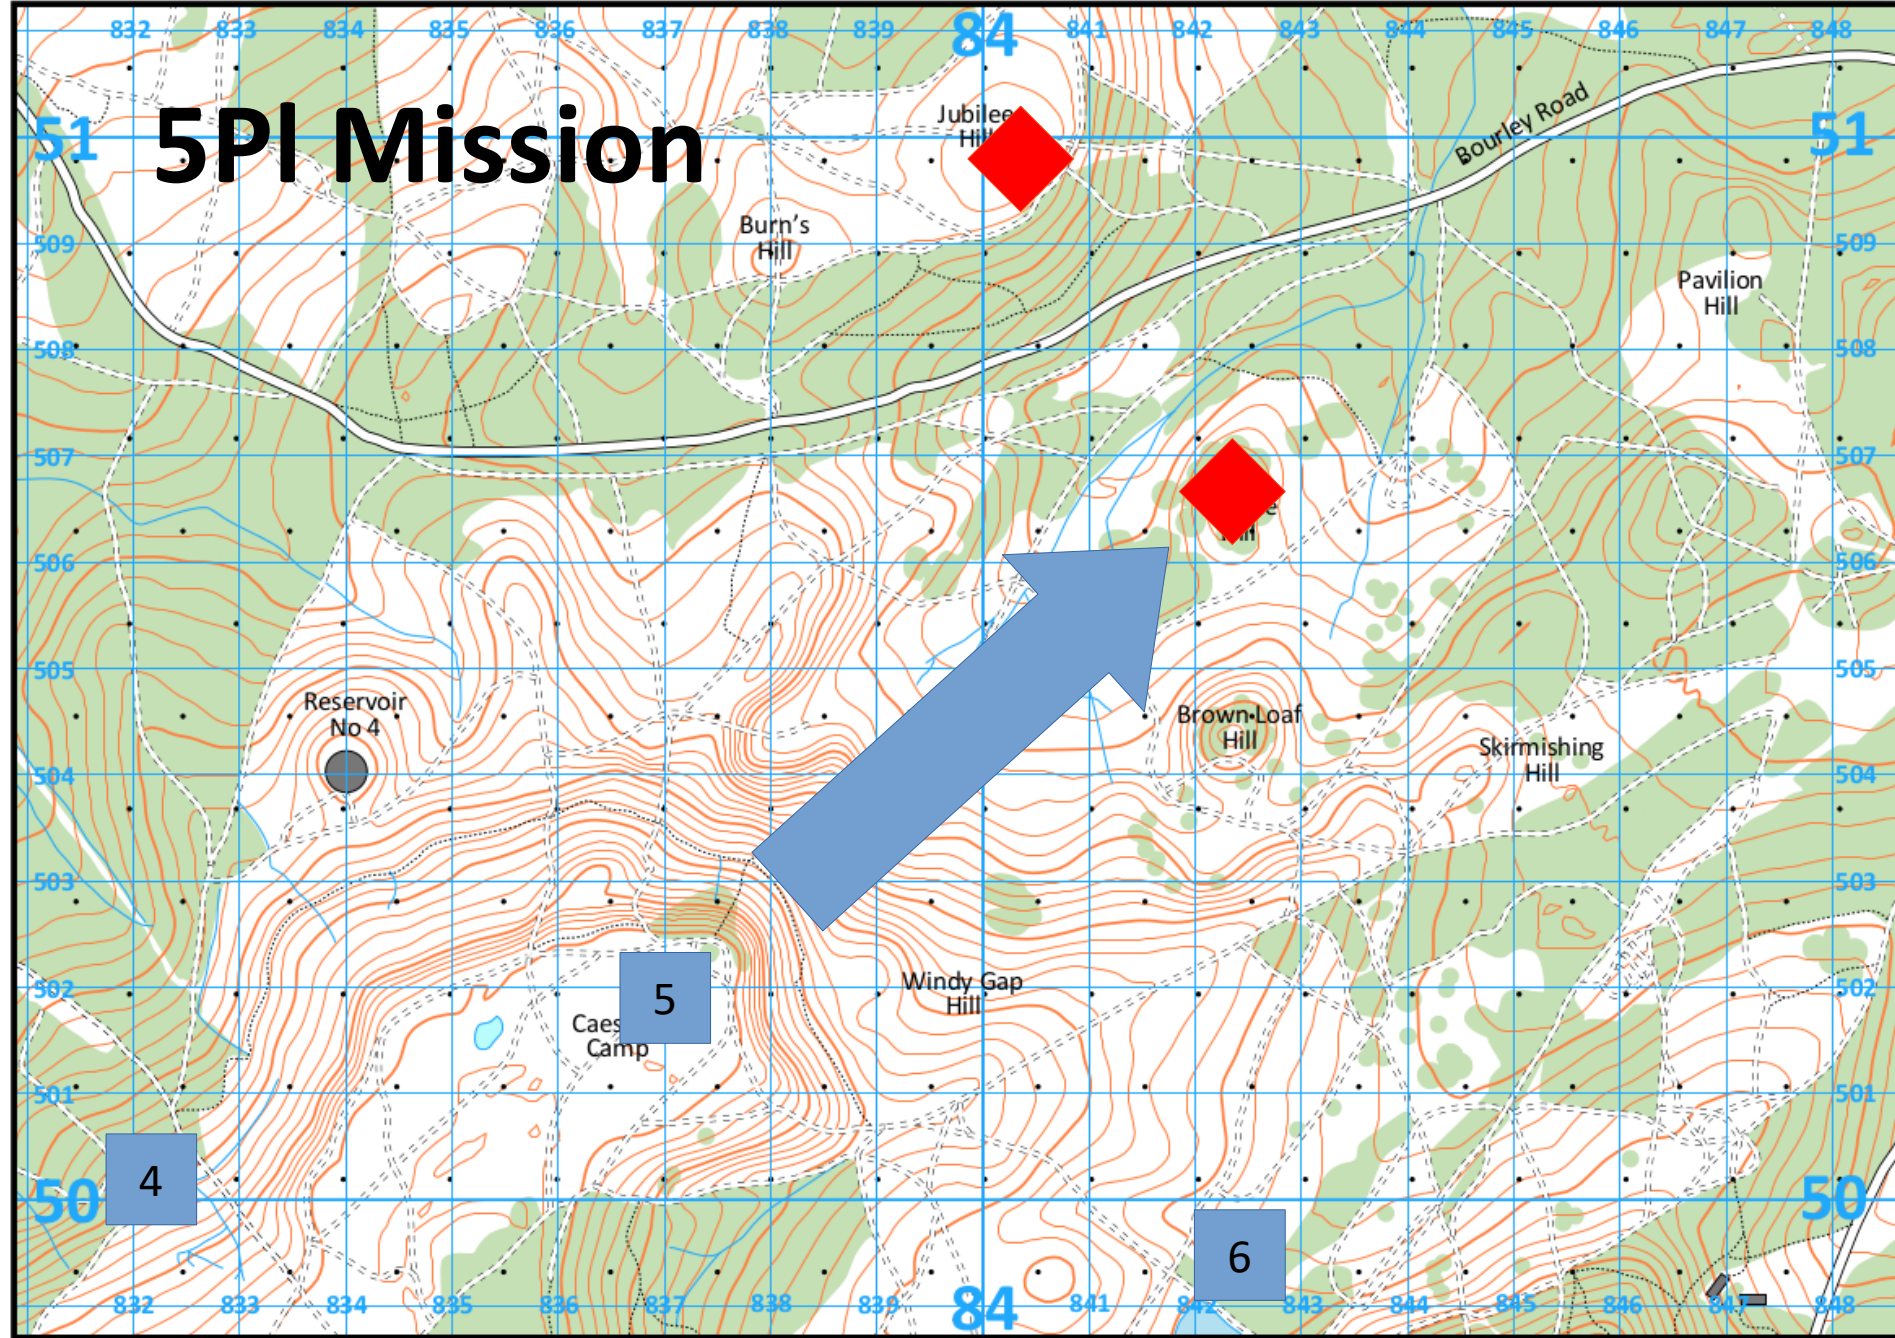 832 833 834 835 836 837 838 839 84 841 842 843 844 845 846 847 848
5Pl Mission
Jubilee
Hill
Bourley Road
51 51
Burn's
Hill
509 509
Pavilion
Hill
508 508
507 507
Hill
506 506
505 505
Reservoir
No 4
Brown Loaf
Hill
Skirmishing
Hill
504 504
503 503
Windy Gap
Hill
502 502
5
Caes
Camp
501 501
4
50 50
6
832 833 834 835 836 837 838 839 84 841 842 843 844 845 846 847 848